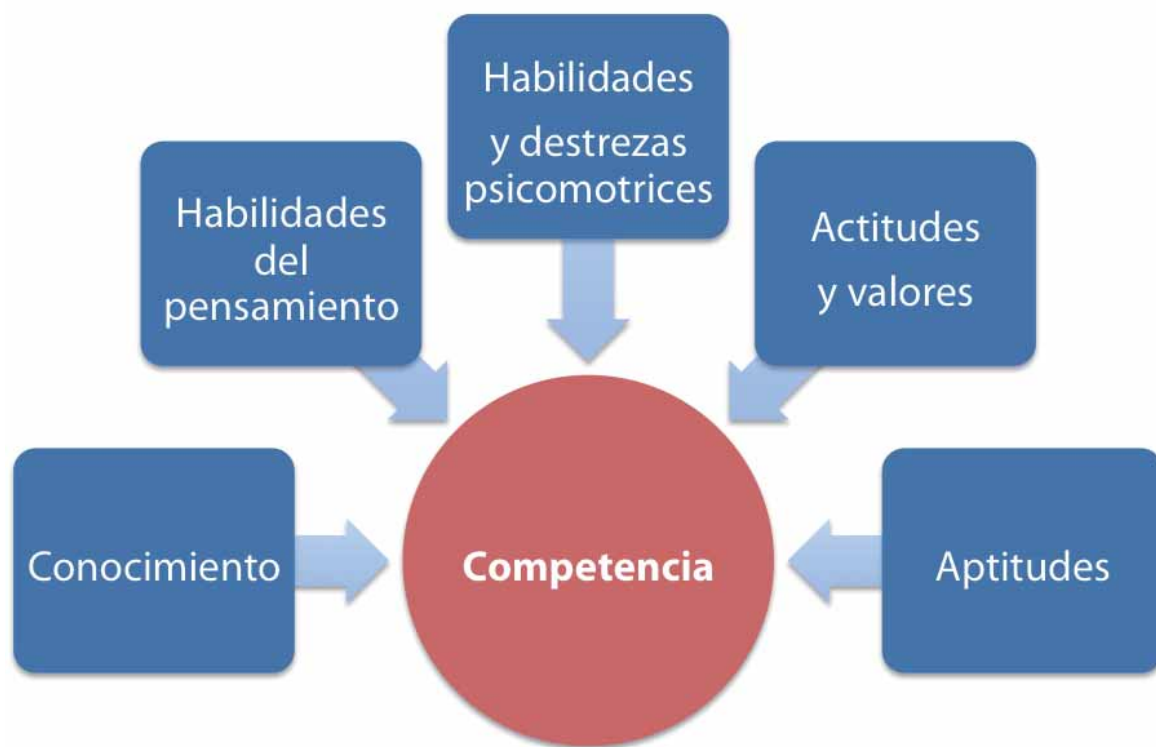 Habilidades
y destrezas
psicomotrices
Habilidades
del
pensamiento
Actitudes
y valores
Conocimiento
Competencia
Aptitudes